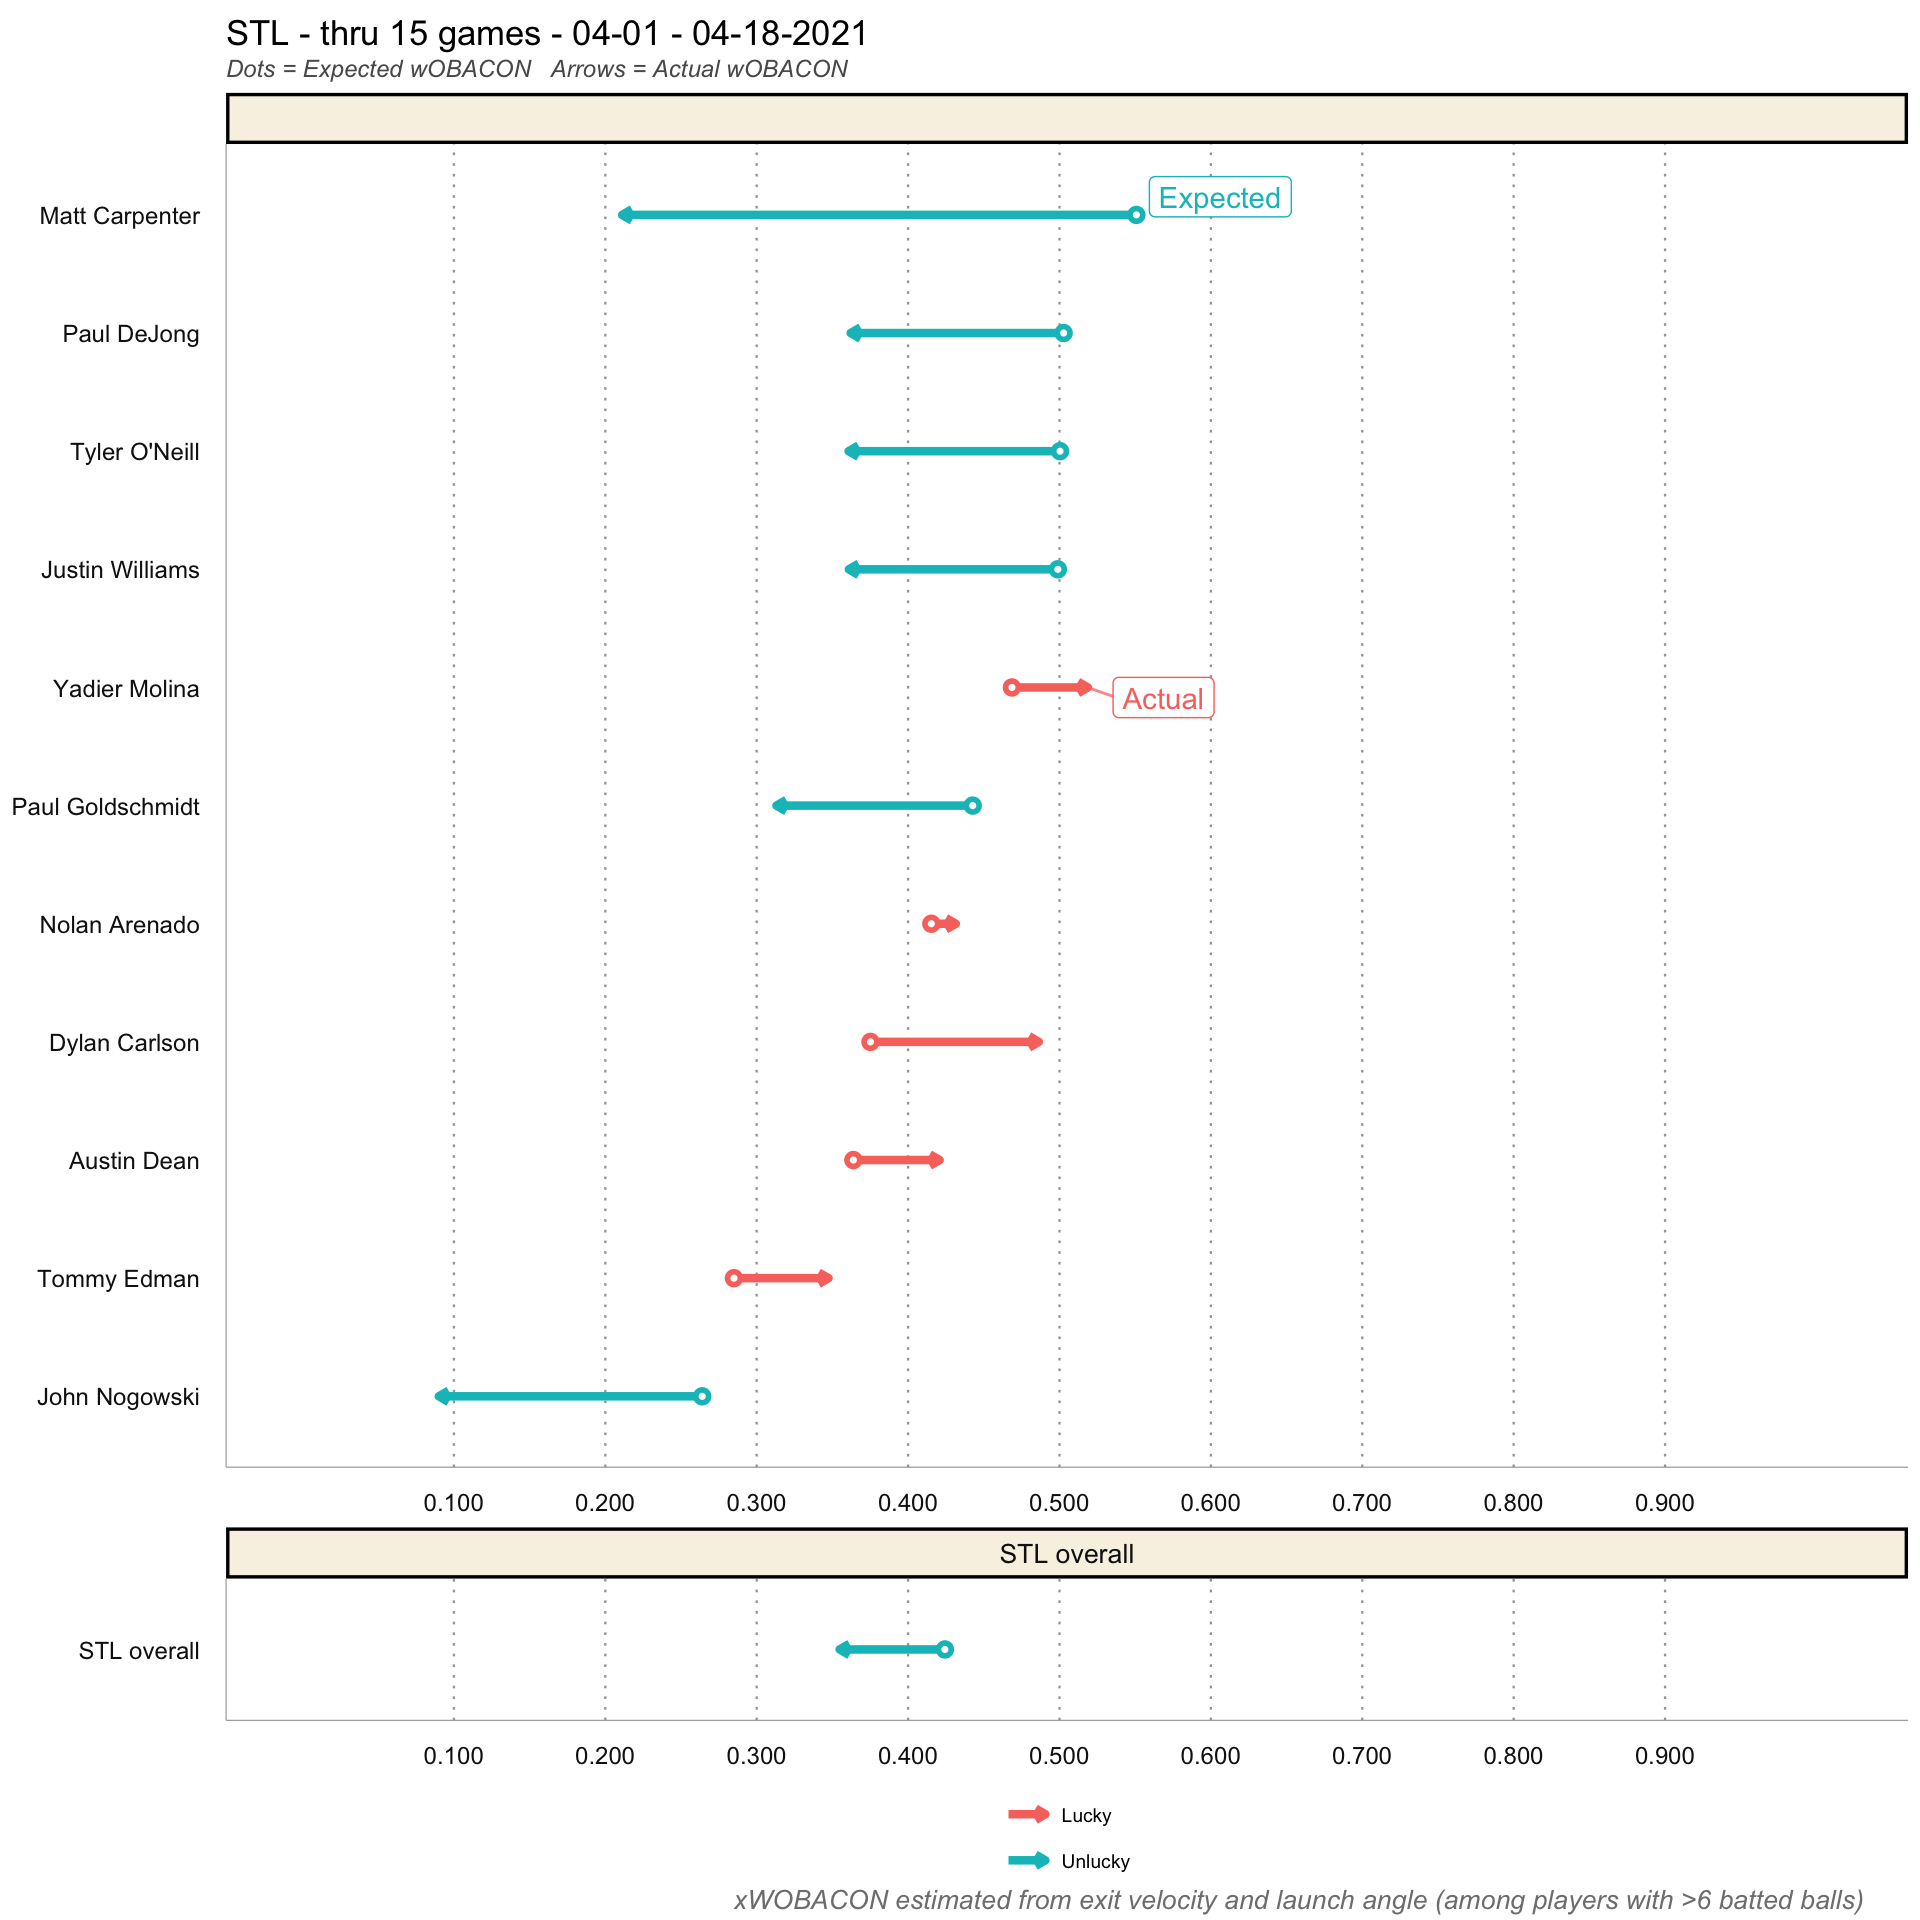 STL - thru 15 games - 04-01 - 04-18-2021
Dots = Expected wOBACON   Arrows = Actual wOBACON
Matt Carpenter
Expected
Paul DeJong
Tyler O'Neill
Justin Williams
Yadier Molina
Actual
Paul Goldschmidt
Nolan Arenado
Dylan Carlson
Austin Dean
Tommy Edman
John Nogowski
0.100 0.200 0.300 0.400 0.500 0.600 0.700 0.800 0.900
STL overall
STL overall
0.100 0.200 0.300 0.400 0.500 0.600 0.700 0.800 0.900
Lucky
Unlucky
xWOBACON estimated from exit velocity and launch angle (among players with >6 batted balls)